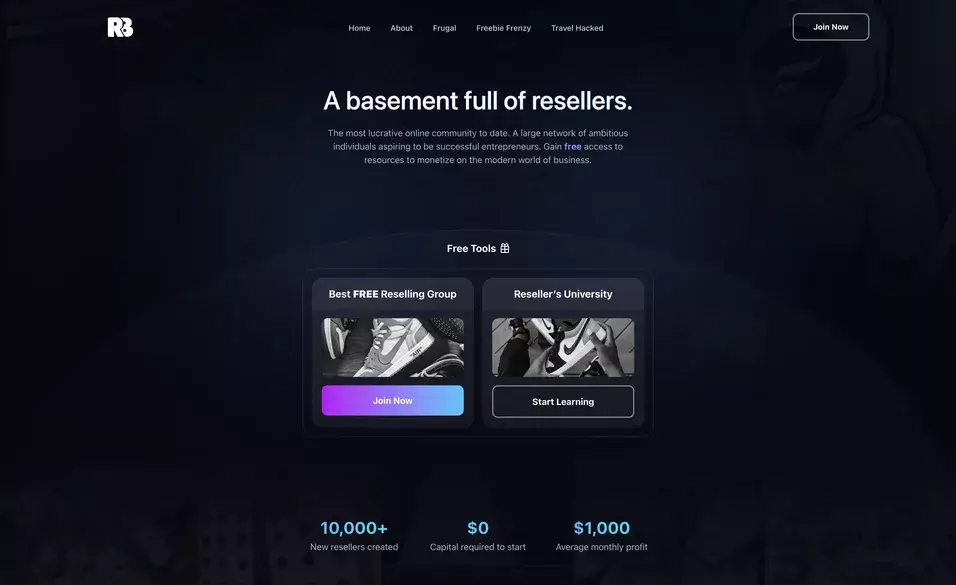 RB
Home About Frugal Freebie Frenzy Travel Hacked
Join Now
A basement full of resellers.
The most lucrative online community to date. A large network of ambitious
individuals aspiring to be successful entrepreneurs. Gain free access to
resources to monetize on the modern world of business.
Free Tools
Best FREE Reselling Group
"AIR"
Join Now
Reseller's University
Start Learning
10,000+
New resellers created
$0
Capital required to start
$1,000
Average monthly profit